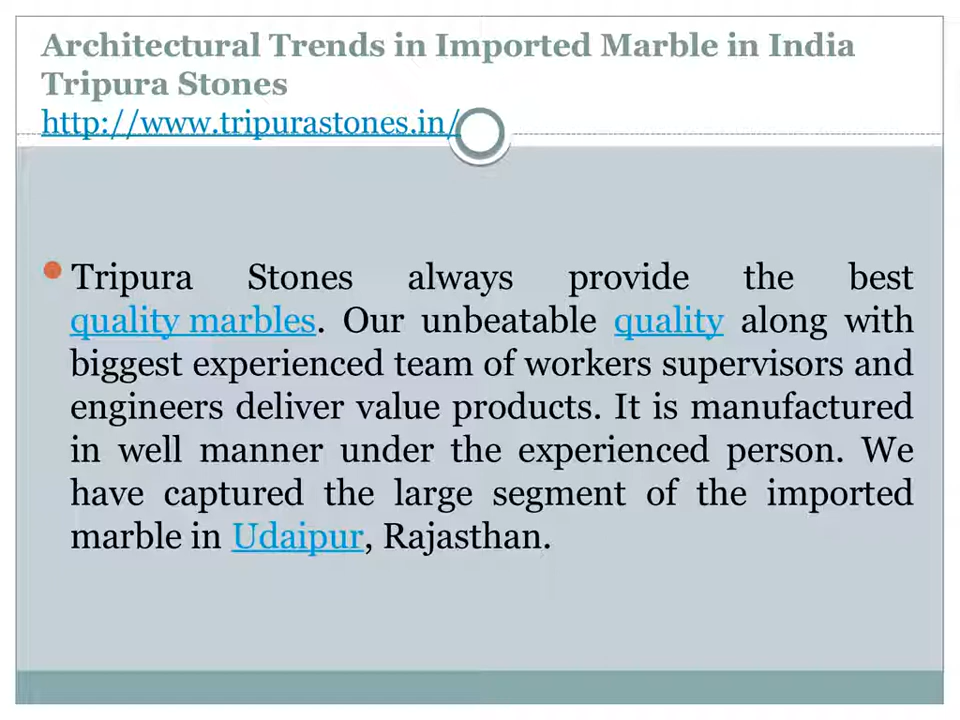 Architectural Trends in Imported Marble in India
Tripura Stones
http://www.tripurastones.in/
Tripura Stones always provide the best
quality marbles. Our unbeatable quality along with
biggest experienced team of workers supervisors and
engineers deliver value products. It is manufactured
in well manner under the experienced person. We
have captured the large segment of the imported
marble in Udaipur, Rajasthan.